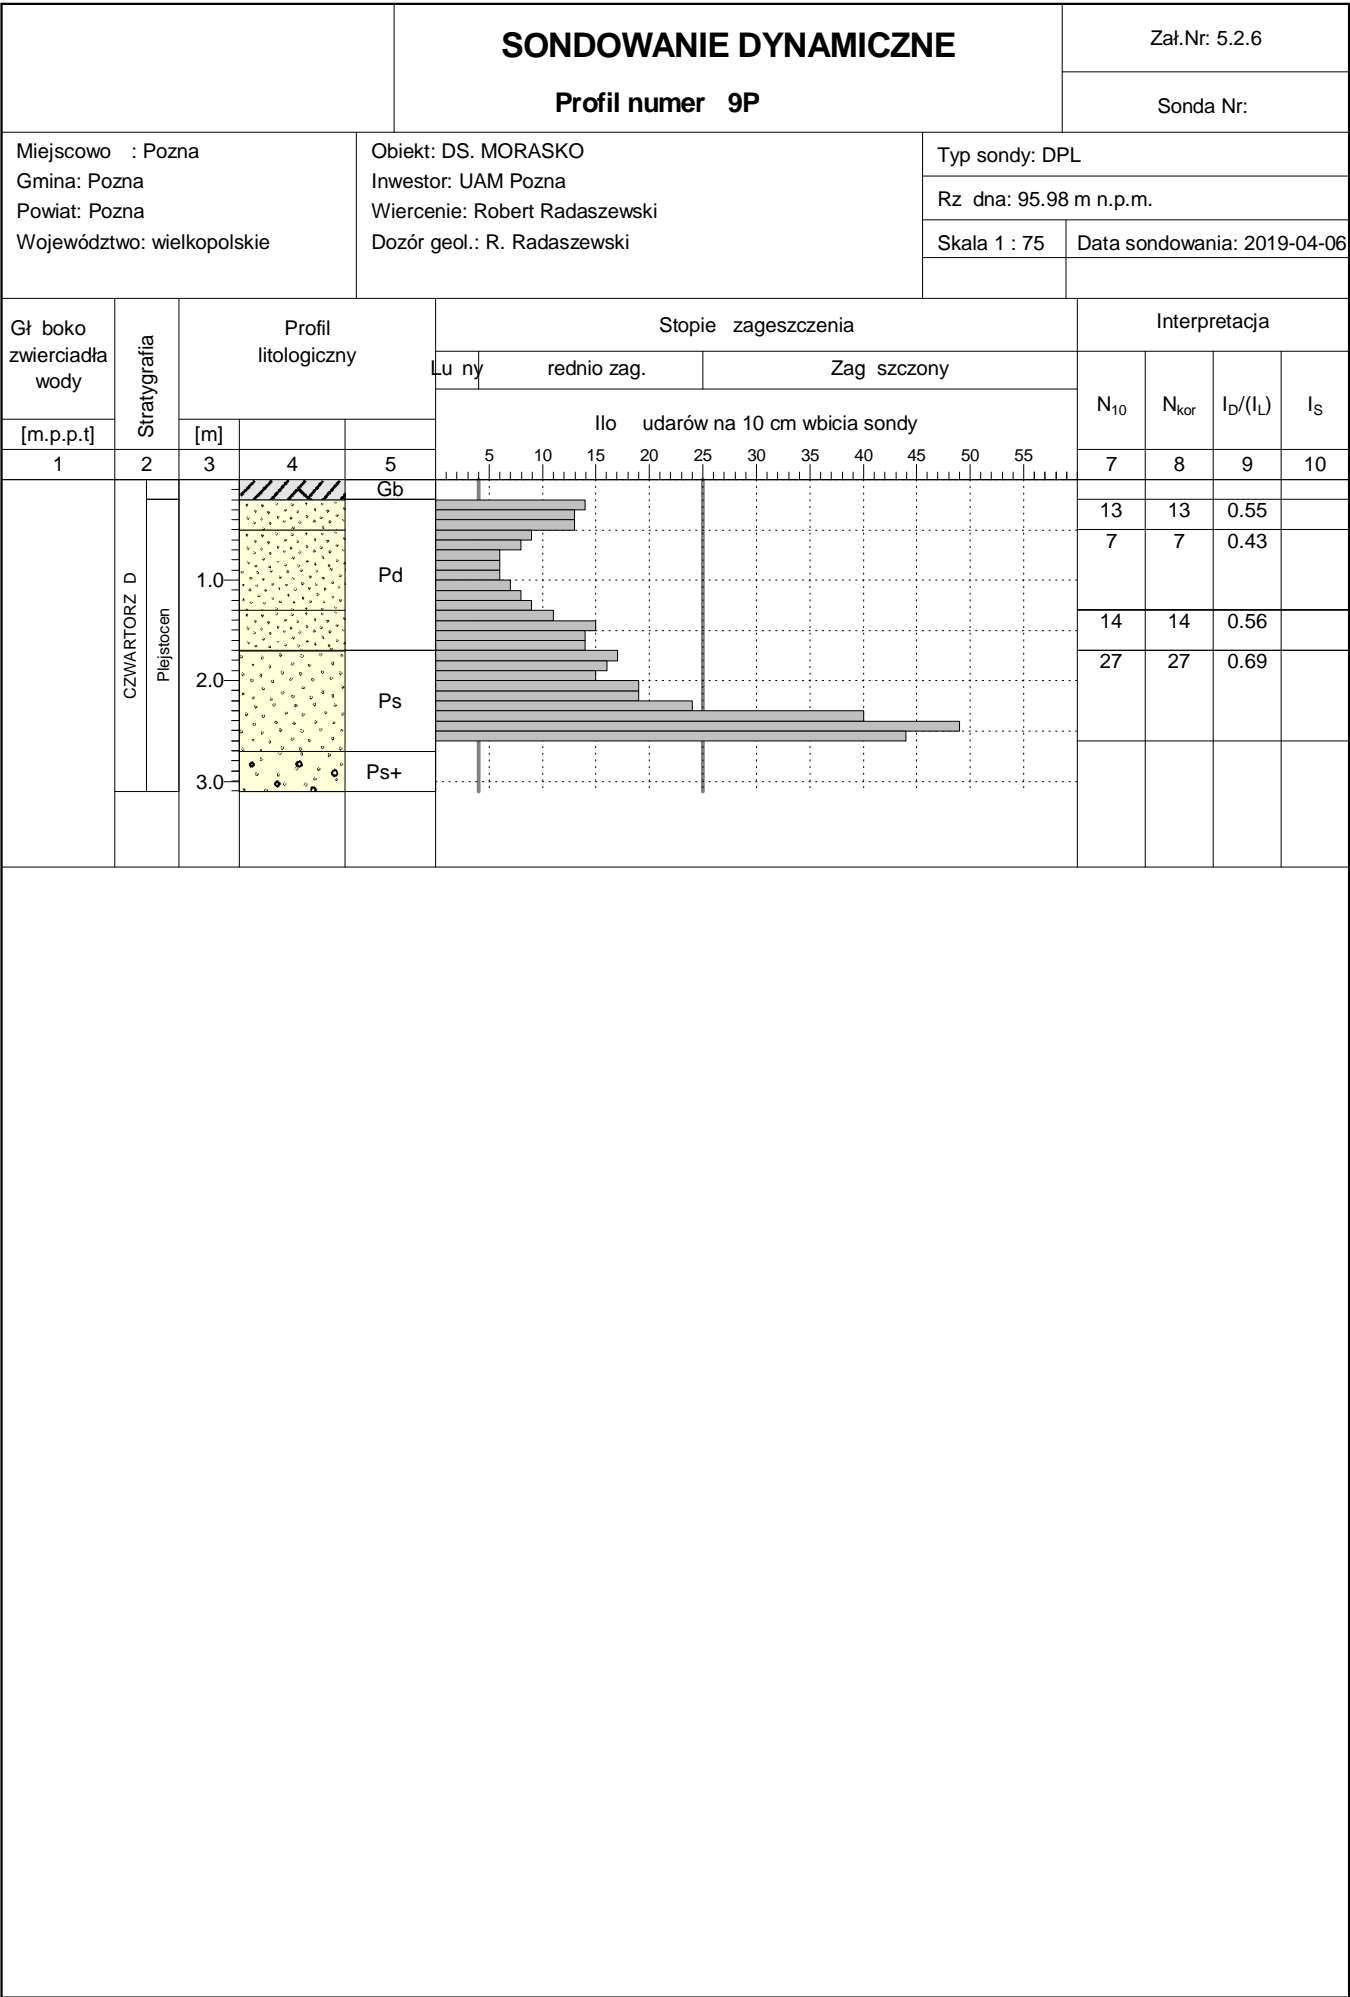 SONDOWANIE DYNAMICZNE
Profil numer 9P
Zał.Nr: 5.2.6
Sonda Nr:
Miejscowo : Pozna
Gmina: Pozna
Powiat: Pozna
Województwo: wielkopolskie
Obiekt: DS. MORASKO
Inwestor: UAM Pozna
Wiercenie: Robert Radaszewski
Dozór geol.: R. Radaszewski
Typ sondy: DPL
Rz dna: 95.98 m n.p.m.
Skala 1 : 75 Data sondowania: 2019-04-06
Gł boko
zwierciadła
wody
[m.p.p.t]
Stratygrafia
Profil
litologiczny
[m]
Stopie zageszczenia
Lu ny rednio zag. Zag szczony
Ilo udarów na 10 cm wbicia sondy
Interpretacja
N10 Nkor ID/(IL) IS
1 2 3 4 5 5 10 15 20 25 30 35 40 45 50 55 7 8 9 10
CZWARTORZ D
Plejstocen
Gb
13 13 0.55
7 7 0.43
1.0 Pd
14 14 0.56
27 27 0.69
2.0
Ps
Ps+
3.0